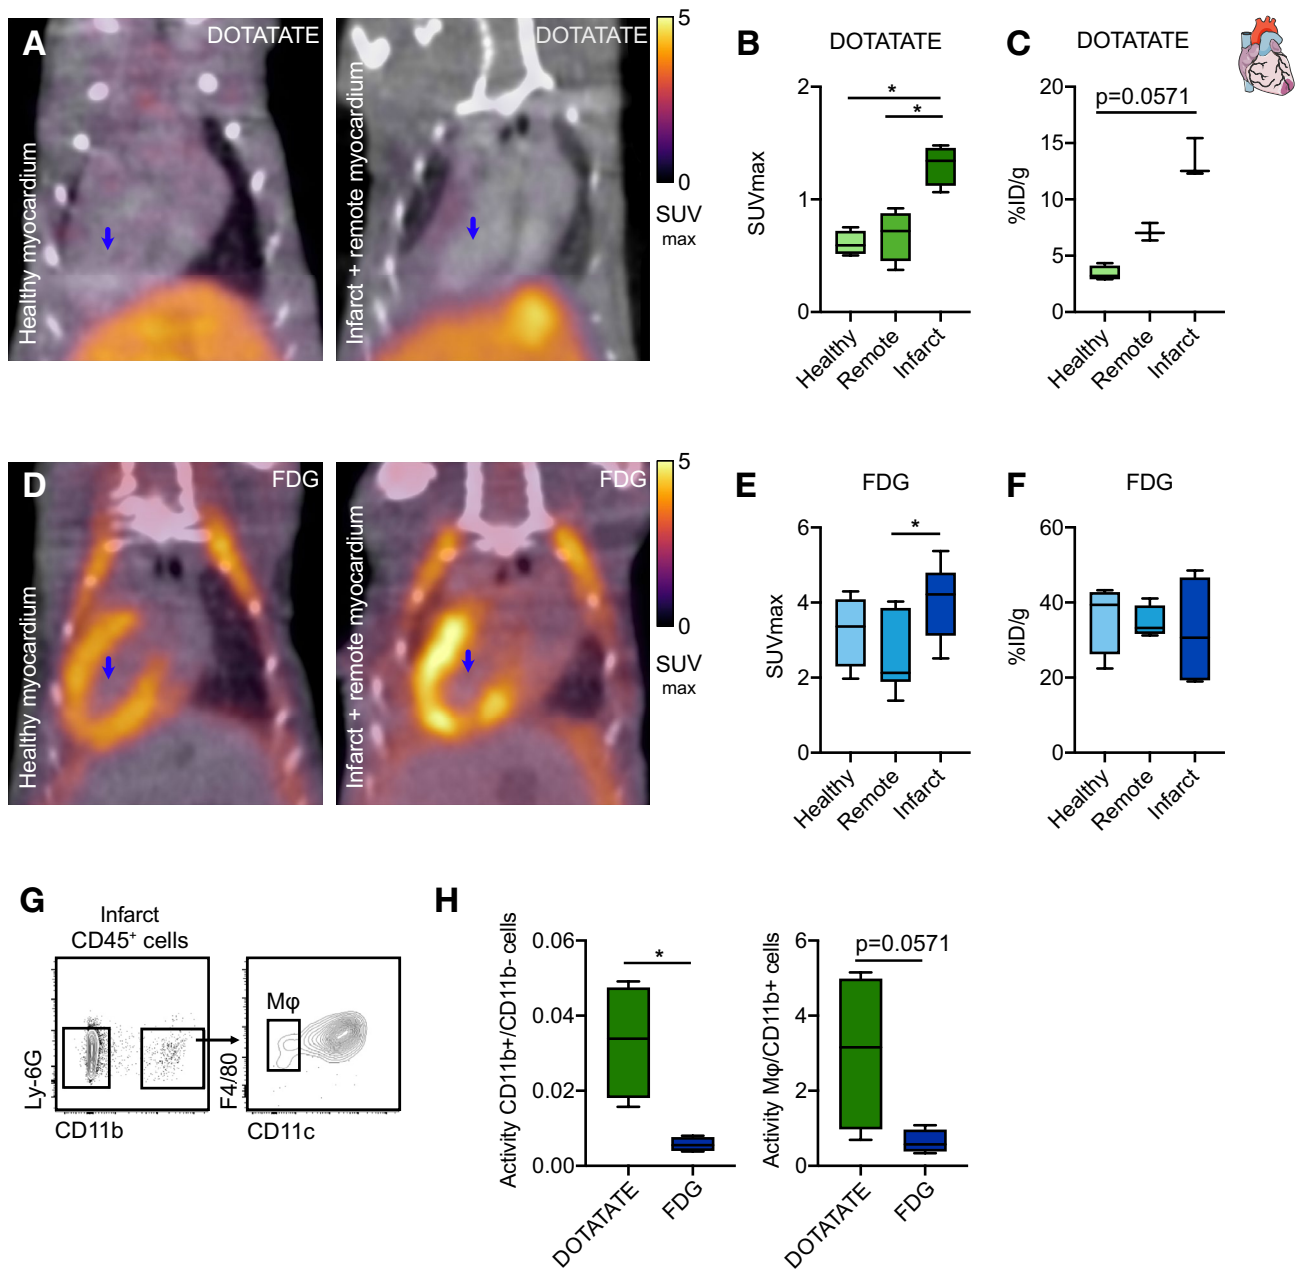 A
DOTATATE
Healthy myocardium
DOTATATE
Infarct + remote myocardium
5
0
SUV
max
B
DOTATATE
SUVmax
2
1
0
*
*
Healthy
Remote
Infarct
C
DOTATATE
%ID/g
20
15
10
5
0
p=0.0571
Healthy
Remote
Infarct
D
FDG
Healthy myocardium
FDG
Infarct + remote myocardium
5
0
SUV
max
E
FDG
SUVmax
6
4
2
0
*
Healthy
Remote
Infarct
F
FDG
%ID/g
60
40
20
0
Healthy
Remote
Infarct
G
Infarct
CD45⁺ cells
Ly-6G
CD11b
Mφ
F4/80
CD11c
H
Activity CD11b+/CD11b- cells
0.06
0.04
0.02
0.00
*
DOTATATE
FDG
Activity Mφ/CD11b+ cells
6
4
2
0
p=0.0571
DOTATATE
FDG